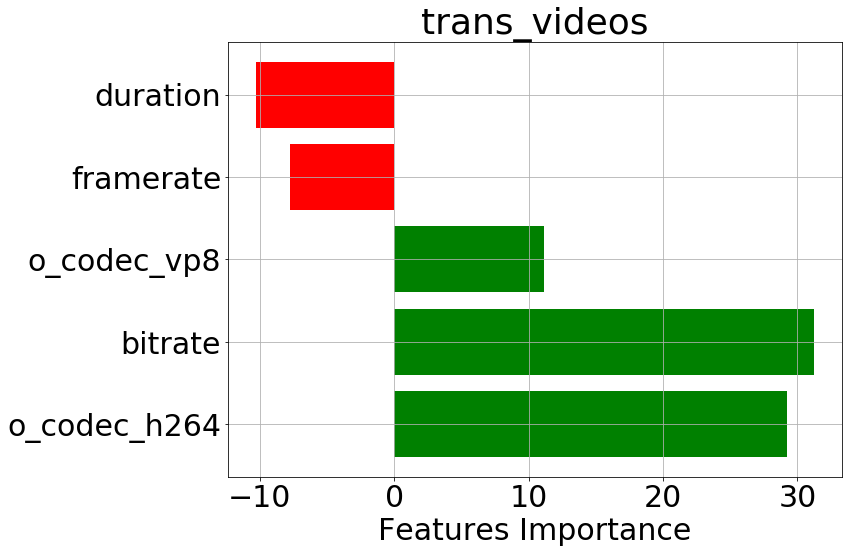 trans_videos
duration
framerate
o_codec_vp8
bitrate
o_codec_h264
−10 0 10 20 30
Features Importance